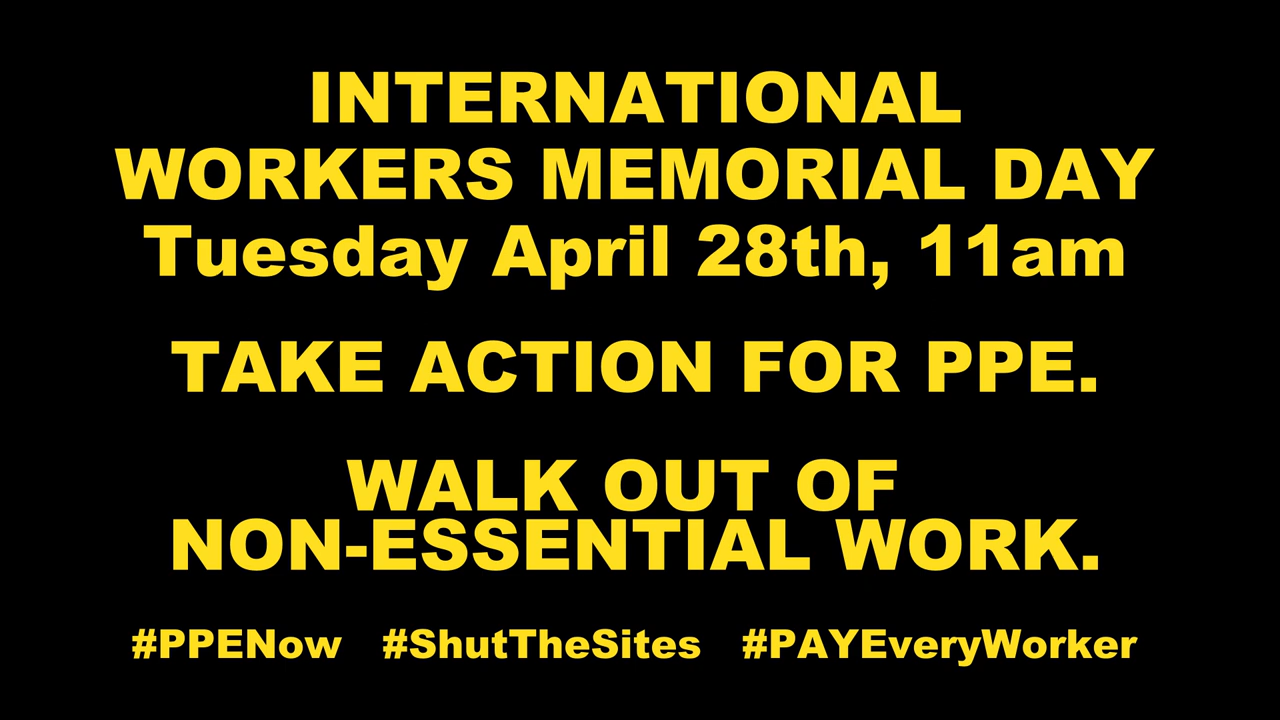 INTERNATIONAL
WORKERS MEMORIAL DAY
Tuesday April 28th, 11am
TAKE ACTION FOR PPE.
WALK OUT OF
NON-ESSENTIAL WORK.
#PPENow #ShutTheSites #PAYEveryWorker